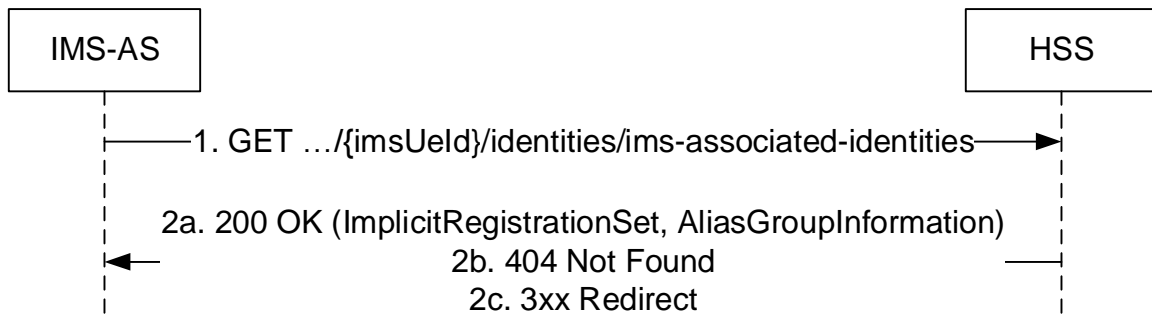 IMS-AS
HSS
1. GET …/{imsUeId}/identities/ims-associated-identities
2a. 200 OK (ImplicitRegistrationSet, AliasGroupInformation)
2b. 404 Not Found
2c. 3xx Redirect